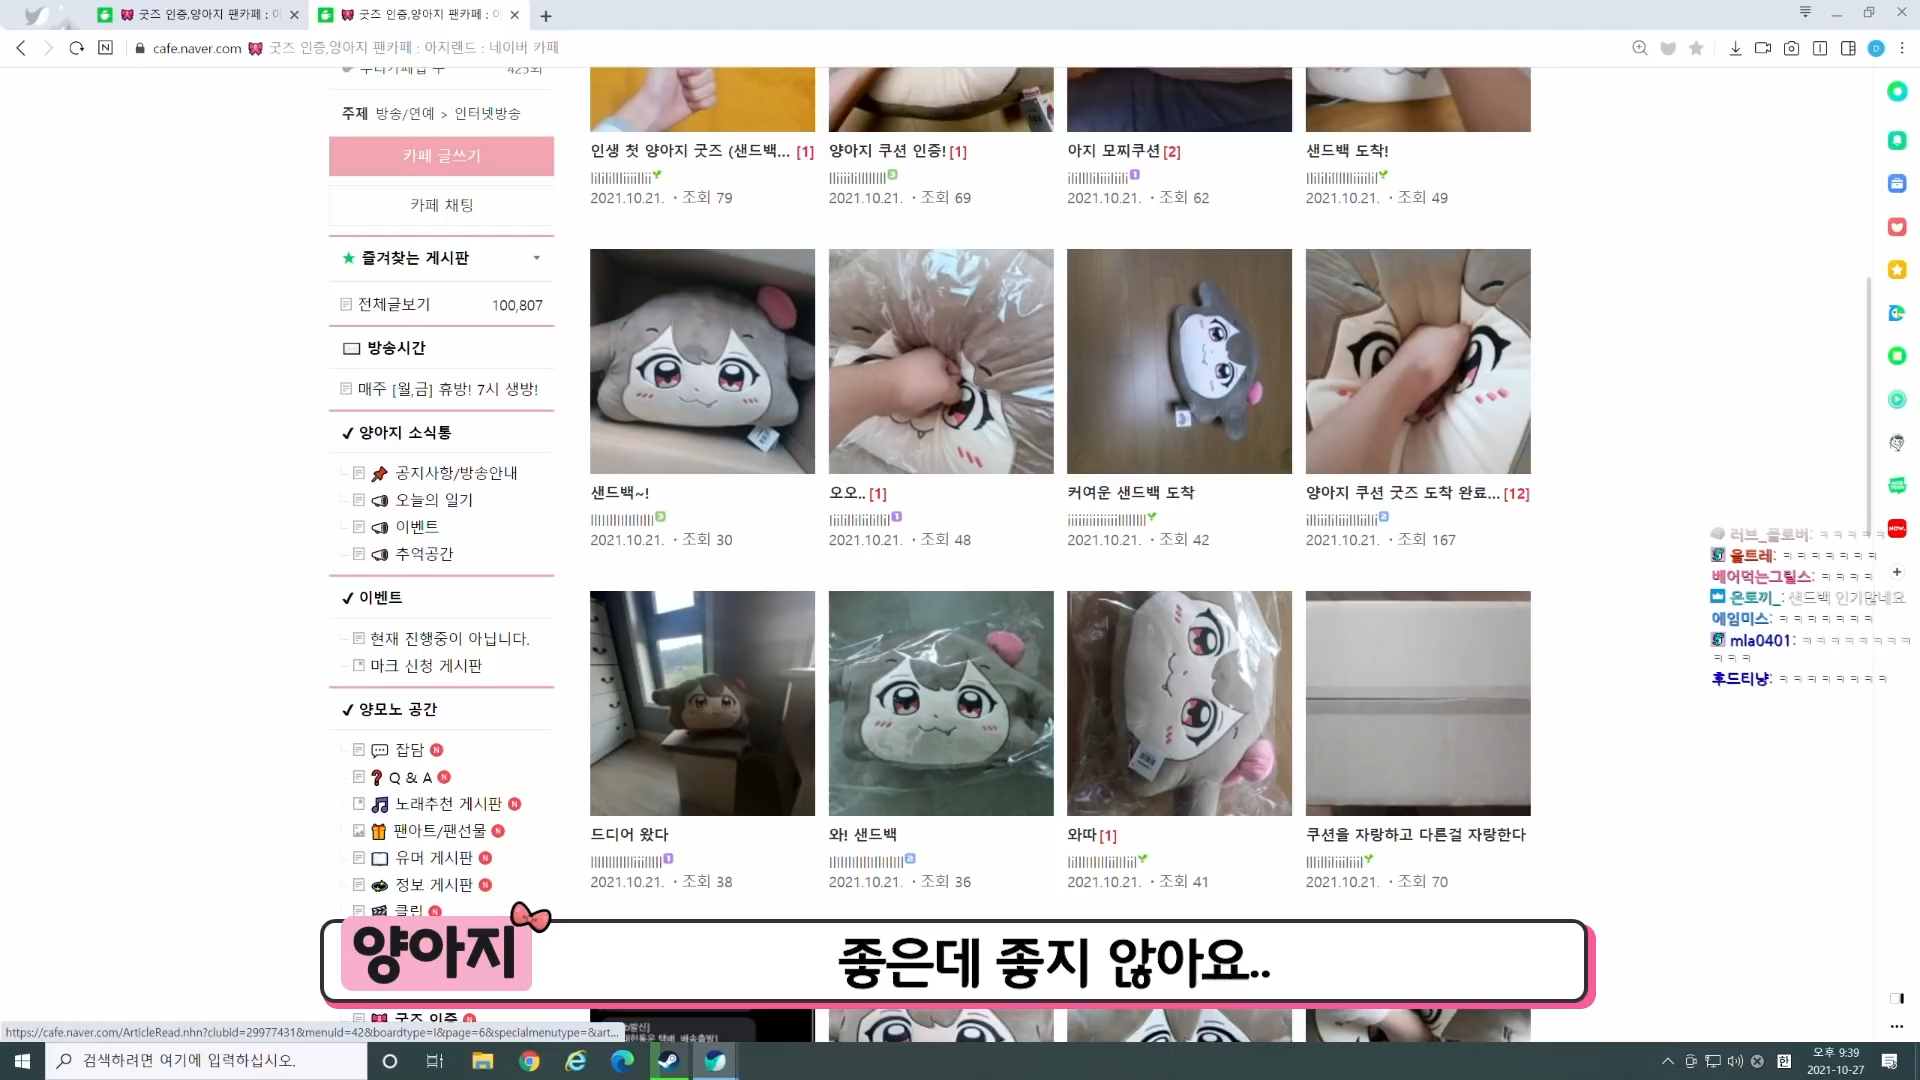 굿즈 인증,양아지 팬카페 : 아
굿즈 인증,양아지 팬카페 : 아
cafe.naver.com 굿즈 인증,양아지 팬카페 : 아지랜드 : 네이버 카페
주제 방송/연예 > 인터넷방송
카페 글쓰기
카페 채팅
즐겨찾는 게시판
전체글보기 100,807
방송시간
매주 [월,금] 휴방! 7시 생방!
양아지 소식통
공지사항/방송안내
오늘의 일기
이벤트
추억공간
이벤트
현재 진행중이 아닙니다.
마크 신청 게시판
양모노 공간
잡담 N
Q & A N
노래추천 게시판 N
팬아트/팬선물 N
유머 게시판 N
정보 게시판 N
클립 N
굿즈 인증 N
인생 첫 양아지 굿즈 (샌드백... [1]
2021.10.21. · 조회 79
양아지 쿠션 인증! [1]
2021.10.21. · 조회 69
아지 모찌쿠션 [2]
2021.10.21. · 조회 62
샌드백 도착!
2021.10.21. · 조회 49
샌드백~!
2021.10.21. · 조회 30
오오.. [1]
2021.10.21. · 조회 48
커여운 샌드백 도착
2021.10.21. · 조회 42
양아지 쿠션 굿즈 도착 완료... [12]
2021.10.21. · 조회 167
드디어 왔다
2021.10.21. · 조회 38
와! 샌드백
2021.10.21. · 조회 36
와따 [1]
2021.10.21. · 조회 41
쿠션을 자랑하고 다른걸 자랑한다
2021.10.21. · 조회 70
러브_클로버: ㅋㅋㅋㅋㅋ
울트레: ㅋㅋㅋㅋㅋㅋㅋ
베어먹는그릴스: ㅋㅋㅋㅋ
은토끼_: 샌드백 인기많네요
에임미스: ㅋㅋㅋㅋㅋㅋㅋ
mla0401: ㅋㅋㅋㅋㅋㅋㅋㅋ
ㅋㅋㅋ
후드티냥: ㅋㅋㅋㅋㅋㅋㅋㅋ
NOW.
양아지
좋은데 좋지 않아요..
https://cafe.naver.com/ArticleRead.nhn?clubid=29977431&menuid=42&boardtype=I&page=6&specialmenutype=&art...
검색하려면 여기에 입력하십시오.
한
오후 9:39
2021-10-27